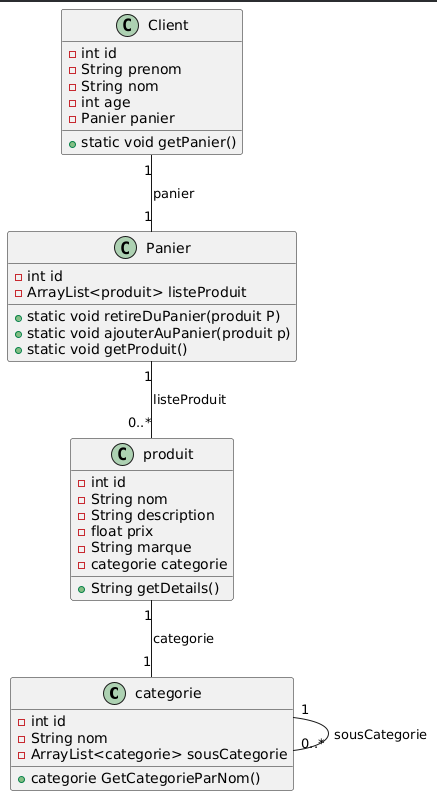 C Client
int id
String prenom
String nom
int age
Panier panier
static void getPanier()
1
panier
1
C Panier
int id
ArrayList<produit> listeProduit
static void retireDuPanier(produit P)
static void ajouterAuPanier(produit p)
static void getProduit()
1
listeProduit
0..*
C produit
int id
String nom
String description
float prix
String marque
categorie categorie
String getDetails()
1
categorie
1
C categorie
int id
String nom
ArrayList<categorie> sousCategorie
categorie GetCategorieParNom()
1
sousCategorie
0..*